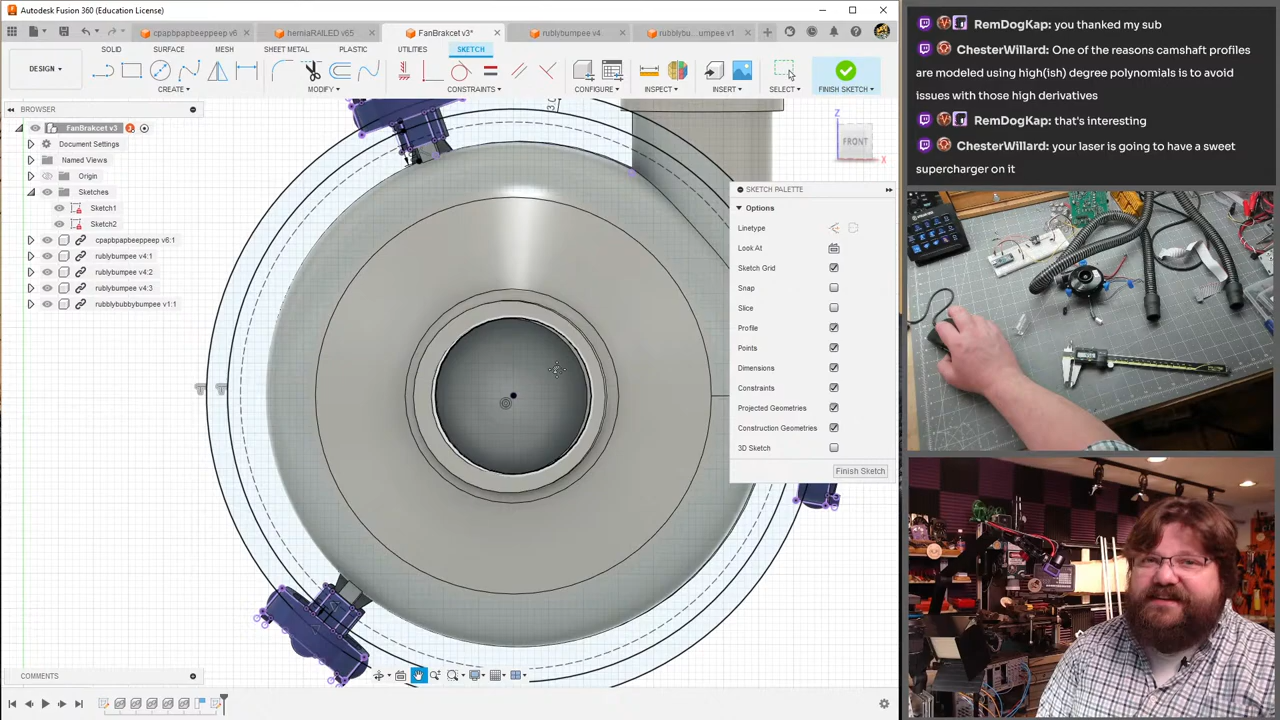 Autodesk Fusion 360 (Education License)
cpapbpapbeeppeep v6
herniaRAILED v65
FanBrakcet v3*
rublybumpee v4
rubblybu...umpee v1
DESIGN
SOLID
SURFACE
MESH
SHEET METAL
PLASTIC
UTILITIES
SKETCH
CREATE
MODIFY
CONSTRAINTS
CONFIGURE
INSPECT
INSERT
SELECT
FINISH SKETCH
BROWSER
FanBrakcet v3
Document Settings
Named Views
Origin
Sketches
Sketch1
Sketch2
cpapbpapbeeppeep v6:1
rublybumpee v4:1
rublybumpee v4:2
rublybumpee v4:3
rubblybubbybumpee v1:1
Z
FRONT
X
SKETCH PALETTE
Options
Linetype
Look At
Sketch Grid
Snap
Slice
Profile
Points
Dimensions
Constraints
Projected Geometries
Construction Geometries
3D Sketch
Finish Sketch
COMMENTS
RemDogKap: you thanked my sub
ChesterWillard: One of the reasons camshaft profiles
are modeled using high(ish) degree polynomials is to avoid
issues with those high derivatives
RemDogKap: that's interesting
ChesterWillard: your laser is going to have a sweet
supercharger on it